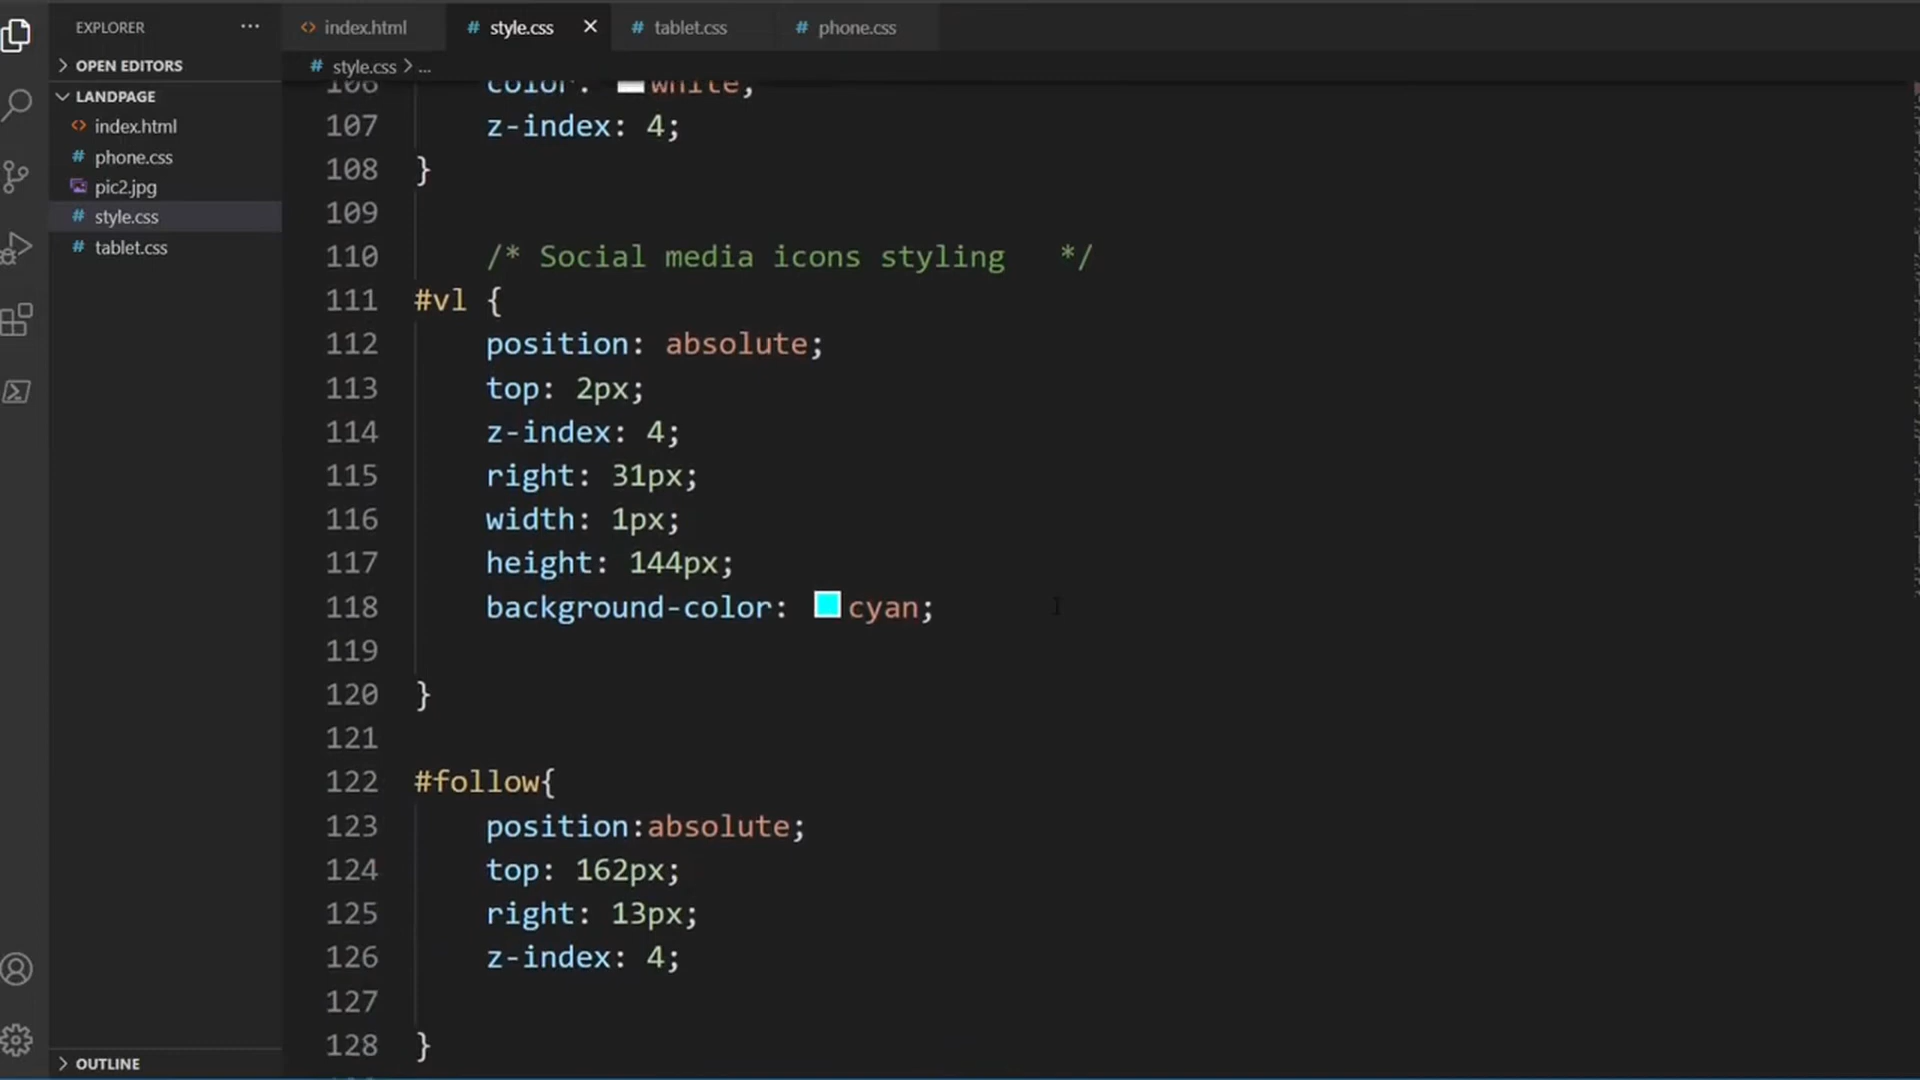 EXPLORER
OPEN EDITORS
LANDPAGE
index.html
phone.css
pic2.jpg
style.css
tablet.css
OUTLINE
index.html
style.css
tablet.css
phone.css
style.css > ...
106 color: white;
107 z-index: 4;
108 }
109
110 /* Social media icons styling */
111 #vl {
112 position: absolute;
113 top: 2px;
114 z-index: 4;
115 right: 31px;
116 width: 1px;
117 height: 144px;
118 background-color: cyan;
119
120 }
121
122 #follow{
123 position:absolute;
124 top: 162px;
125 right: 13px;
126 z-index: 4;
127
128 }